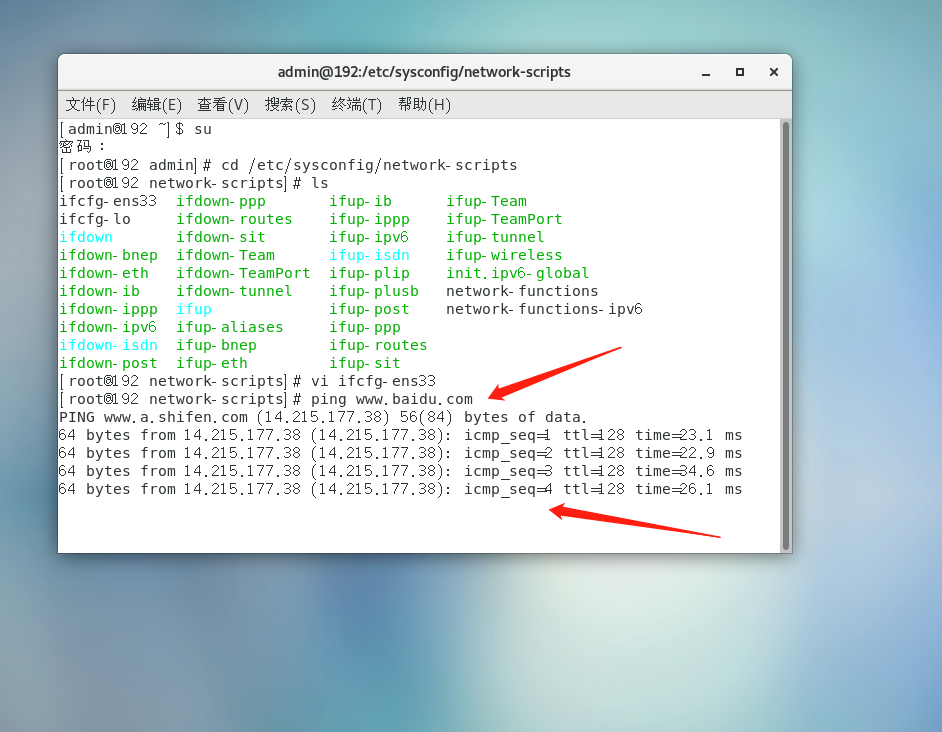 admin@192:/etc/sysconfig/network-scripts
文件(F) 编辑(E) 查看(V) 搜索(S) 终端(T) 帮助(H)
[admin@192 ~]$ su
密码：
[root@192 admin]# cd /etc/sysconfig/network-scripts
[root@192 network-scripts]# ls
ifcfg-ens33 ifdown-ppp ifup-ib ifup-Team
ifcfg-lo ifdown-routes ifup-ippp ifup-TeamPort
ifdown ifdown-sit ifup-ipv6 ifup-tunnel
ifdown-bnep ifdown-Team ifup-isdn ifup-wireless
ifdown-eth ifdown-TeamPort ifup-plip init.ipv6-global
ifdown-ib ifdown-tunnel ifup-plusb network-functions
ifdown-ippp ifup ifup-post network-functions-ipv6
ifdown-ipv6 ifup-aliases ifup-ppp
ifdown-isdn ifup-bnep ifup-routes
ifdown-post ifup-eth ifup-sit
[root@192 network-scripts]# vi ifcfg-ens33
[root@192 network-scripts]# ping www.baidu.com
PING www.a.shifen.com (14.215.177.38) 56(84) bytes of data.
64 bytes from 14.215.177.38 (14.215.177.38): icmp_seq=1 ttl=128 time=23.1 ms
64 bytes from 14.215.177.38 (14.215.177.38): icmp_seq=2 ttl=128 time=22.9 ms
64 bytes from 14.215.177.38 (14.215.177.38): icmp_seq=3 ttl=128 time=34.6 ms
64 bytes from 14.215.177.38 (14.215.177.38): icmp_seq=4 ttl=128 time=26.1 ms